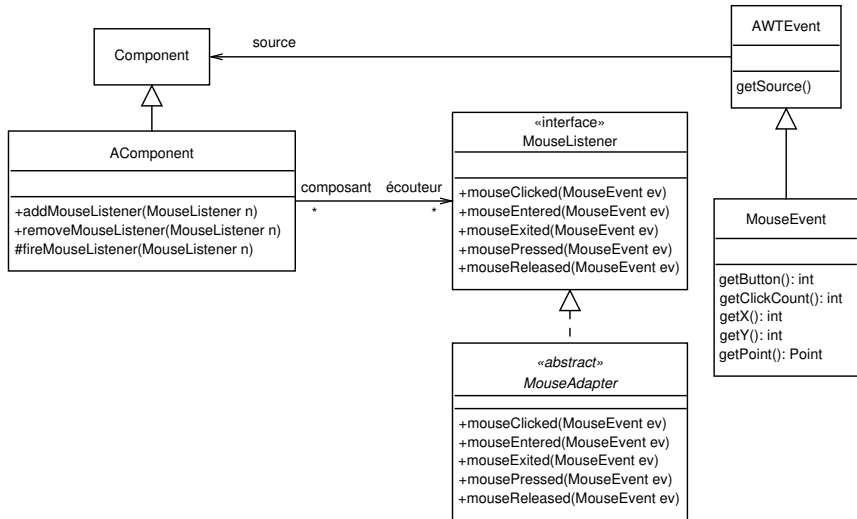 Component
source
AWTEvent
getSource()
AComponent
+addMouseListener(MouseListener n)
+removeMouseListener(MouseListener n)
#fireMouseListener(MouseListener n)
composant
écouteur
*
*
«interface»
MouseListener
+mouseClicked(MouseEvent ev)
+mouseEntered(MouseEvent ev)
+mouseExited(MouseEvent ev)
+mousePressed(MouseEvent ev)
+mouseReleased(MouseEvent ev)
MouseEvent
getButton(): int
getClickCount(): int
getX(): int
getY(): int
getPoint(): Point
«abstract»
MouseAdapter
+mouseClicked(MouseEvent ev)
+mouseEntered(MouseEvent ev)
+mouseExited(MouseEvent ev)
+mousePressed(MouseEvent ev)
+mouseReleased(MouseEvent ev)